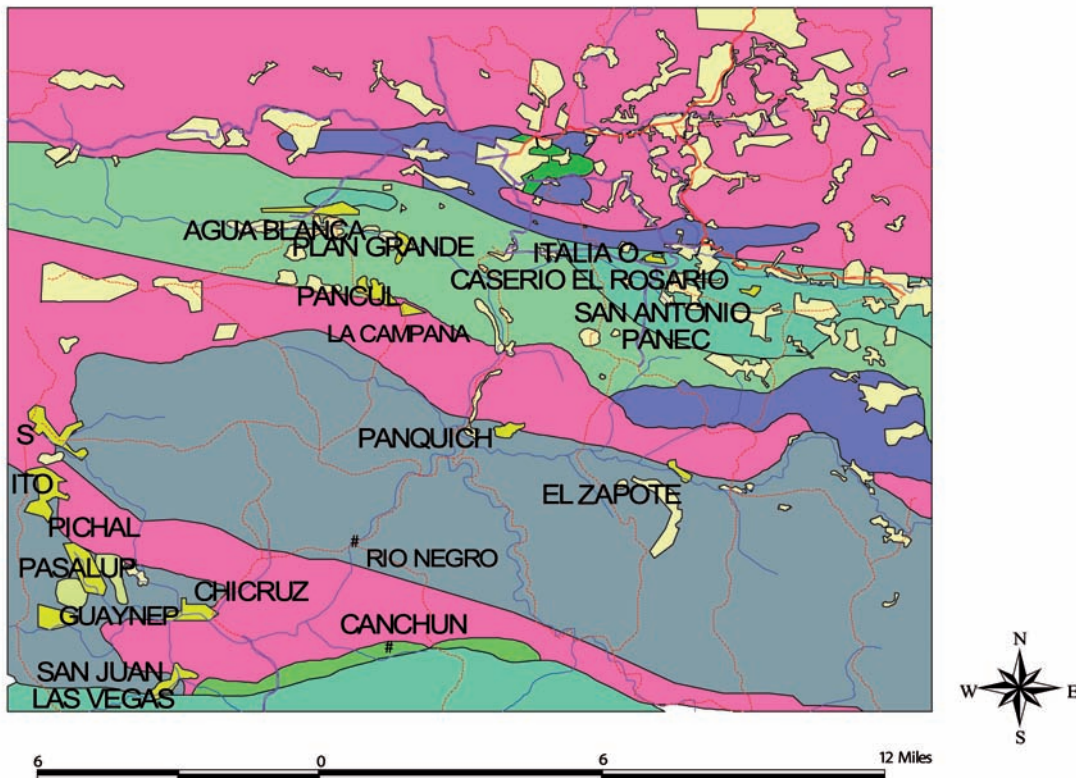 AGUA BLANCA
PLAN GRANDE
ITALIA O
CASERIO EL ROSARIO
PANCUL
SAN ANTONIO
PANEC
LA CAMPANA
S
PANQUICH
ITO
EL ZAPOTE
PICHAL
#
RIO NEGRO
PASALUP
CHICRUZ
GUAYNEP
CANCHUN
#
SAN JUAN
LAS VEGAS
N
W E
S
6 0 6 12 Miles